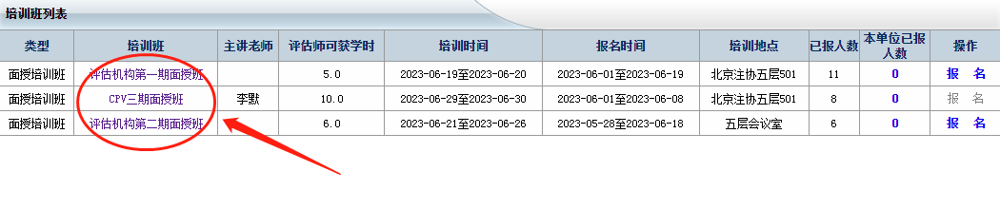 培训班列表
类型 培训班 主讲老师 评估师可获学时 培训时间 报名时间 培训地点 已报人数 本单位已报人数 操作
面授培训班 评估机构第一期面授班 5.0 2023-06-19至2023-06-20 2023-06-01至2023-06-19 北京注协五层501 11 0 报 名
面授培训班 CPV三期面授班 李默 10.0 2023-06-29至2023-06-30 2023-06-01至2023-06-08 北京注协五层501 8 0 报 名
面授培训班 评估机构第二期面授班 6.0 2023-06-21至2023-06-26 2023-05-28至2023-06-18 五层会议室 6 0 报 名